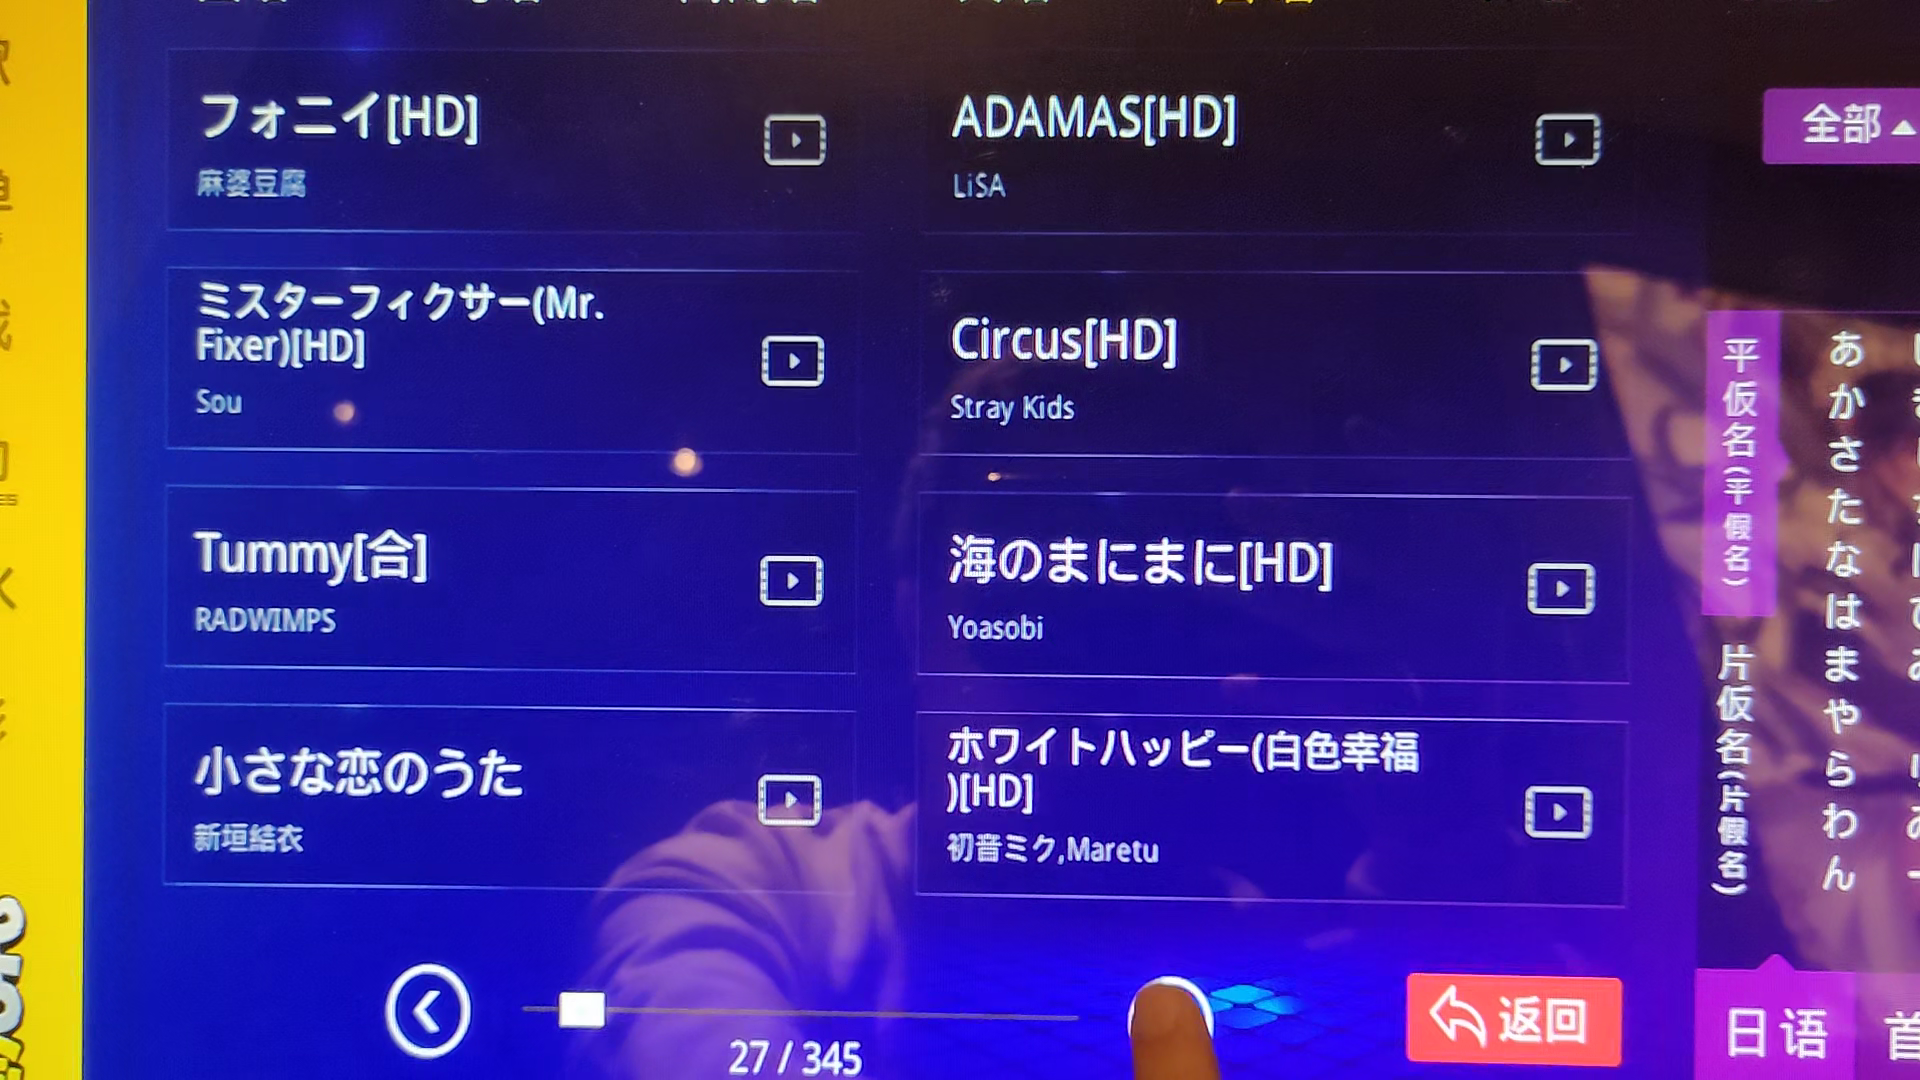 フォニイ[HD]
麻婆豆腐
ADAMAS[HD]
LiSA
全部▲
ミスターフィクサー(Mr.
Fixer)[HD]
Sou
Circus[HD]
Stray Kids
Tummy[合]
RADWIMPS
海のまにまに[HD]
Yoasobi
小さな恋のうた
新垣結衣
ホワイトハッピー(白色幸福
)[HD]
初音ミク,Maretu
平仮名(平假名)
片仮名(片假名)
あかさたなはまやらわん
27 / 345
返回
日语